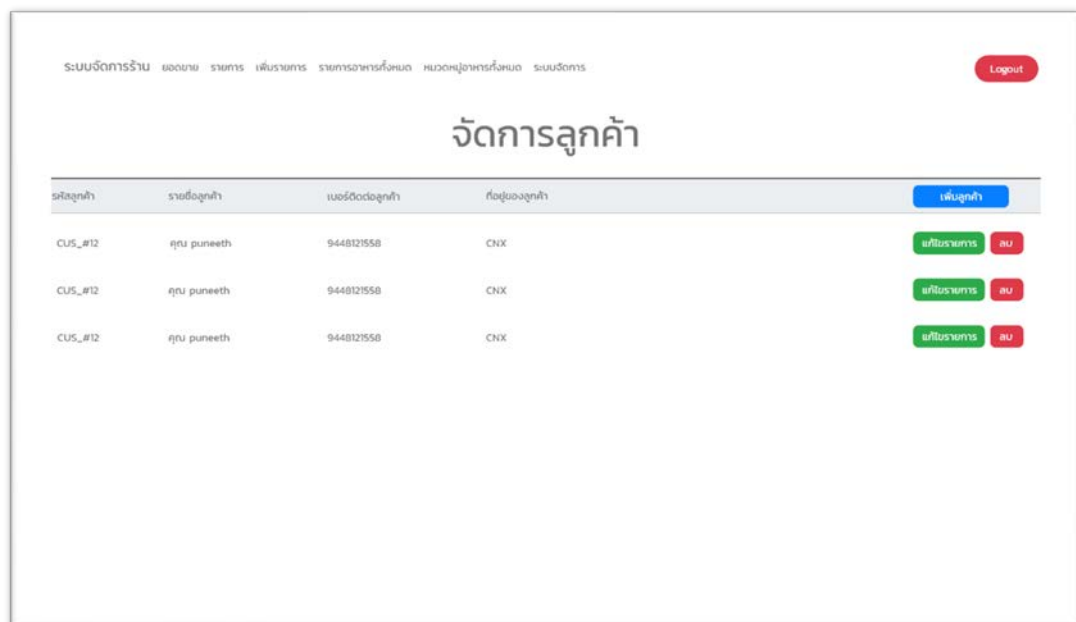 ระบบจัดการร้าน ยอดขาย รายการ เพิ่มรายการ รายการอาหารทั้งหมด หมวดหมู่อาหารทั้งหมด ระบบจัดการ Logout
จัดการลูกค้า
รหัสลูกค้า รายชื่อลูกค้า เบอร์ติดต่อลูกค้า ที่อยู่ของลูกค้า เพิ่มลูกค้า
CUS_#12 คุณ puneeth 9448121558 CNX แก้ไขรายการ ลบ
CUS_#12 คุณ puneeth 9448121558 CNX แก้ไขรายการ ลบ
CUS_#12 คุณ puneeth 9448121558 CNX แก้ไขรายการ ลบ